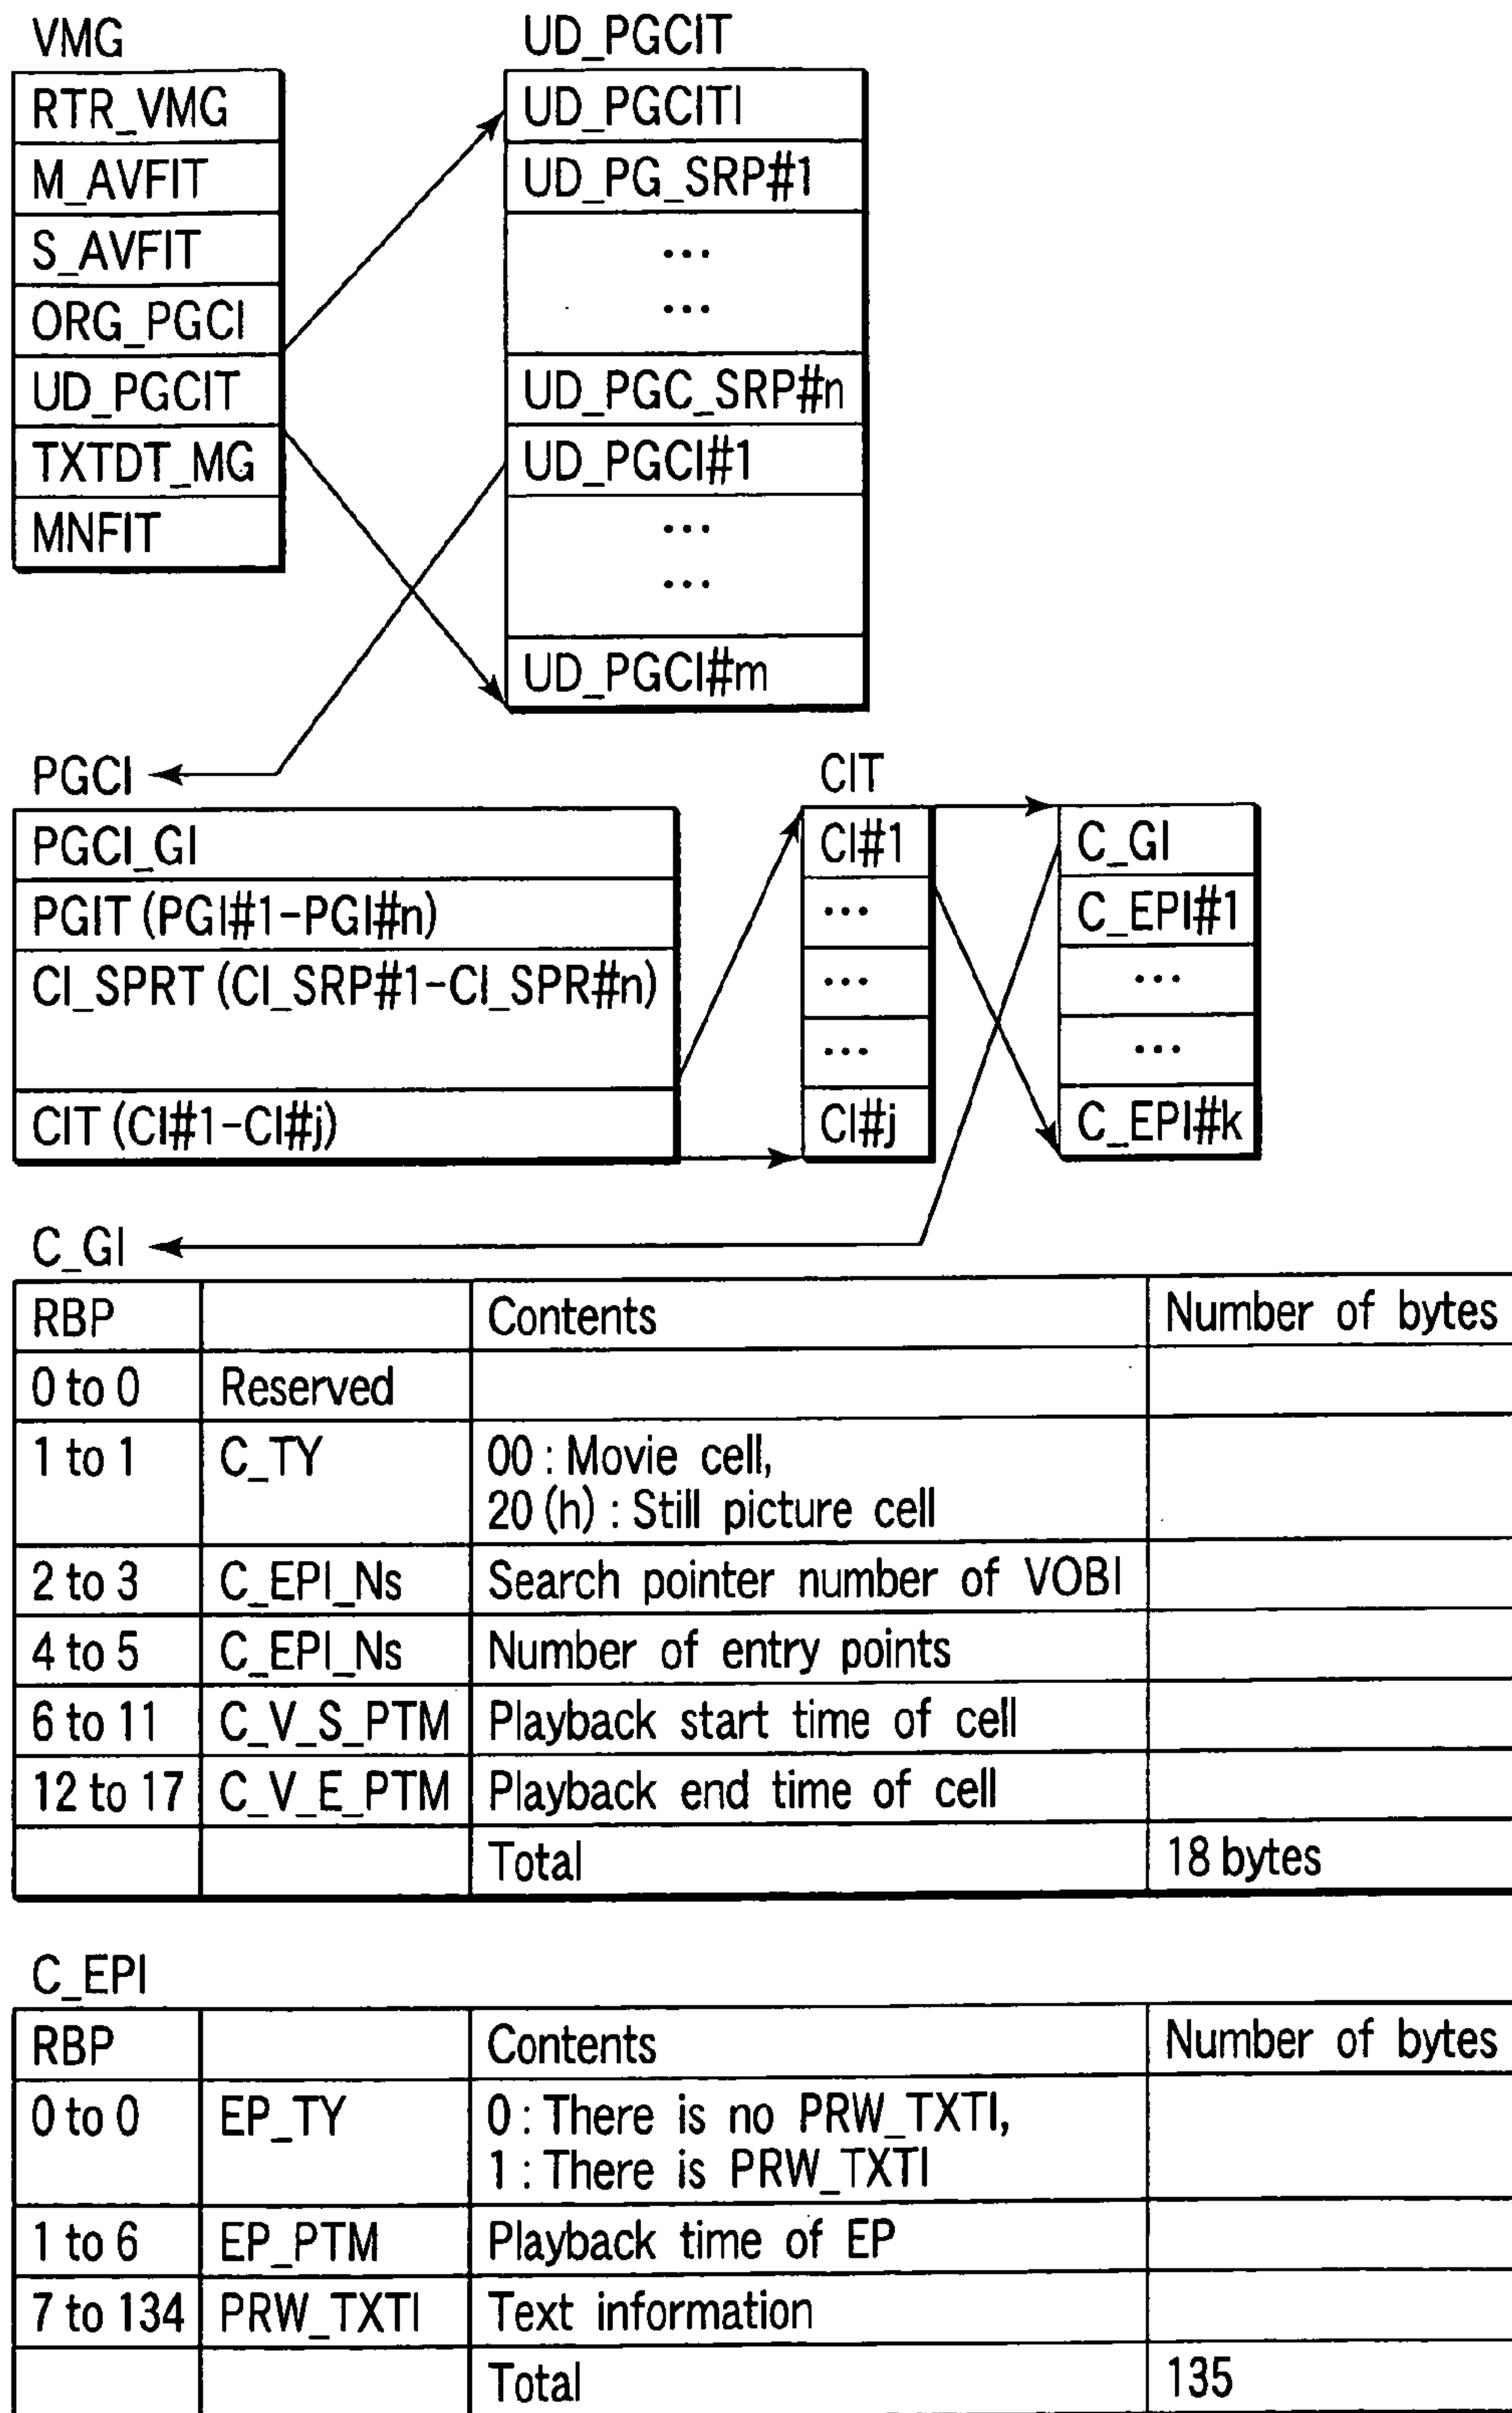 VMG
RTR_VMG
M_AVFIT
S_AVFIT
ORG_PGCI
UD_PGCIT
TXTDT_MG
MNFIT
UD_PGCIT
UD_PGCITI
UD_PG_SRP#1
...
...
UD_PGC_SRP#n
UD_PGCI#1
...
...
UD_PGCI#m
PGCI
PGCI_GI
PGIT (PGI#1-PGI#n)
CI_SPRT (CI_SRP#1-CI_SPR#n)
CIT (CI#1-CI#j)
CIT
CI#1
...
...
...
CI#j
C_GI
C_EPI#1
...
...
C_EPI#k
C_GI
RBP Contents Number of bytes
0 to 0 Reserved
1 to 1 C_TY 00 : Movie cell,
20 (h) : Still picture cell
2 to 3 C_EPI_Ns Search pointer number of VOBI
4 to 5 C_EPI_Ns Number of entry points
6 to 11 C_V_S_PTM Playback start time of cell
12 to 17 C_V_E_PTM Playback end time of cell
Total 18 bytes
C_EPI
RBP Contents Number of bytes
0 to 0 EP_TY 0 : There is no PRW_TXTI,
1 : There is PRW_TXTI
1 to 6 EP_PTM Playback time of EP
7 to 134 PRW_TXTI Text information
Total 135